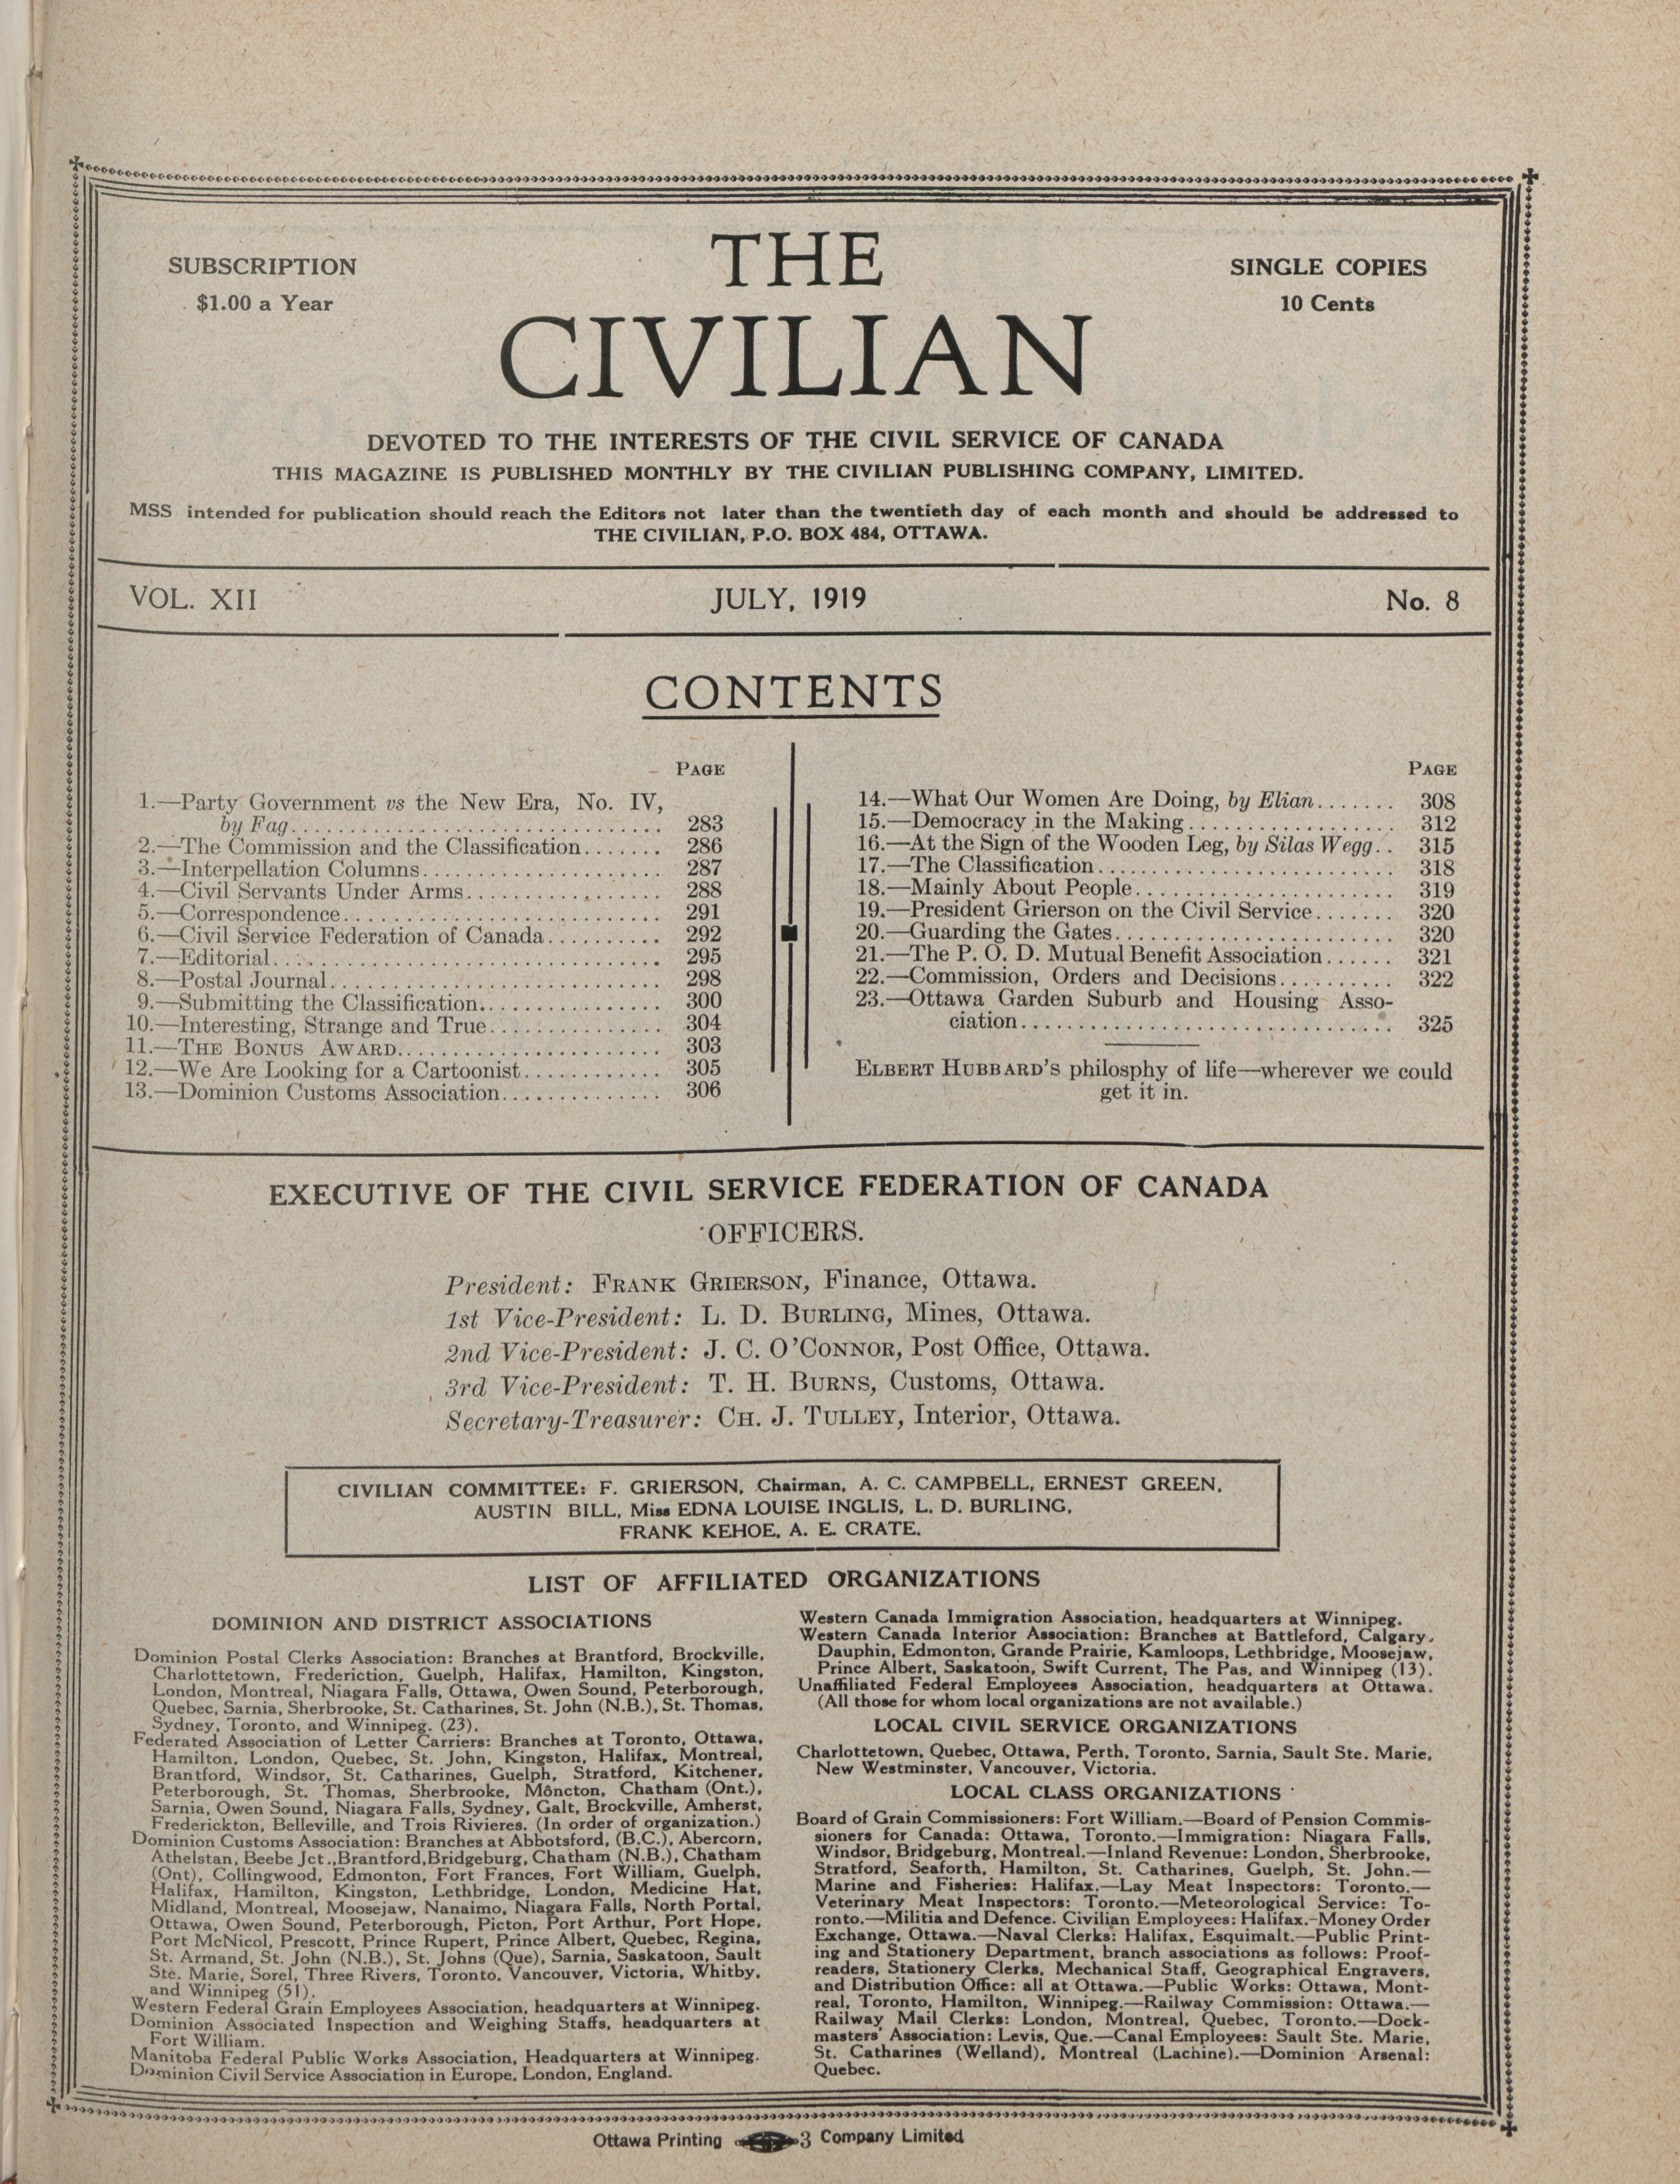 SUBSCRIPTION
$1.00 a Year
THE
CIVILIAN
SINGLE COPIES
10 Cents
DEVOTED TO THE INTERESTS OF THE CIVIL SERVICE OF CANADA
THIS MAGAZINE IS PUBLISHED MONTHLY BY THE CIVILIAN PUBLISHING COMPANY, LIMITED.
MSS intended for publication should reach the Editors not later than the twentieth day of each month and should be addressed to
THE CIVILIAN, P.O. BOX 484, OTTAWA.
VOL. XII JULY, 1919 No. 8
CONTENTS
PAGE
1.—Party Government vs the New Era, No. IV,
by Fag................................ 283
2.—The Commission and the Classification....... 286
3.—Interpellation Columns..................... 287
4.—Civil Servants Under Arms................. 288
5.—Correspondence........................... 291
6.—Civil Service Federation of Canada.......... 292
7.—Editorial................................. 295
8.—Postal Journal............................ 298
9.—Submitting the Classification................ 300
10.—Interesting, Strange and True............... 304
11.—THE BONUS AWARD....................... 303
12.—We Are Looking for a Cartoonist............ 305
13.—Dominion Customs Association.............. 306
PAGE
14.—What Our Women Are Doing, by Elian....... 308
15.—Democracy in the Making.................. 312
16.—At the Sign of the Wooden Leg, by Silas Wegg.. 315
17.—The Classification......................... 318
18.—Mainly About People...................... 319
19.—President Grierson on the Civil Service....... 320
20.—Guarding the Gates........................ 320
21.—The P. O. D. Mutual Benefit Association...... 321
22.—Commission, Orders and Decisions.......... 322
23.—Ottawa Garden Suburb and Housing Asso-
ciation................................ 325
ELBERT HUBBARD'S philosphy of life—wherever we could
get it in.
EXECUTIVE OF THE CIVIL SERVICE FEDERATION OF CANADA
OFFICERS.
President: FRANK GRIERSON, Finance, Ottawa.
1st Vice-President: L. D. BURLING, Mines, Ottawa.
2nd Vice-President: J. C. O'CONNOR, Post Office, Ottawa.
3rd Vice-President: T. H. BURNS, Customs, Ottawa.
Secretary-Treasurer: CH. J. TULLEY, Interior, Ottawa.
CIVILIAN COMMITTEE: F. GRIERSON, Chairman, A. C. CAMPBELL, ERNEST GREEN,
AUSTIN BILL, Miss EDNA LOUISE INGLIS, L. D. BURLING,
FRANK KEHOE, A. E. CRATE.
LIST OF AFFILIATED ORGANIZATIONS
DOMINION AND DISTRICT ASSOCIATIONS
Dominion Postal Clerks Association: Branches at Brantford, Brockville,
Charlottetown, Frederiction, Guelph, Halifax, Hamilton, Kingston,
London, Montreal, Niagara Falls, Ottawa, Owen Sound, Peterborough,
Quebec, Sarnia, Sherbrooke, St. Catharines, St. John (N.B.), St. Thomas,
Sydney, Toronto, and Winnipeg. (23).
Federated Association of Letter Carriers: Branches at Toronto, Ottawa,
Hamilton, London, Quebec, St. John, Kingston, Halifax, Montreal,
Brantford, Windsor, St. Catharines, Guelph, Stratford, Kitchener,
Peterborough, St. Thomas, Sherbrooke, Môncton, Chatham (Ont.),
Sarnia, Owen Sound, Niagara Falls, Sydney, Galt, Brockville, Amherst,
Frederickton, Belleville, and Trois Rivieres. (In order of organization.)
Dominion Customs Association: Branches at Abbotsford, (B.C.), Abercorn,
Athelstan, Beebe Jct., Brantford, Bridgeburg, Chatham (N.B.), Chatham
(Ont), Collingwood, Edmonton, Fort Frances, Fort William, Guelph,
Halifax, Hamilton, Kingston, Lethbridge, London, Medicine Hat,
Midland, Montreal, Moosejaw, Nanaimo, Niagara Falls, North Portal,
Ottawa, Owen Sound, Peterborough, Picton, Port Arthur, Port Hope,
Port McNicol, Prescott, Prince Rupert, Prince Albert, Quebec, Regina,
St. Armand, St. John (N.B.), St. Johns (Que), Sarnia, Saskatoon, Sault
Ste. Marie, Sorel, Three Rivers, Toronto, Vancouver, Victoria, Whitby,
and Winnipeg (51).
Western Federal Grain Employees Association, headquarters at Winnipeg.
Dominion Associated Inspection and Weighing Staffs, headquarters at
Fort William.
Manitoba Federal Public Works Association, Headquarters at Winnipeg.
Dominion Civil Service Association in Europe, London, England.
Western Canada Immigration Association, headquarters at Winnipeg.
Western Canada Interior Association: Branches at Battleford, Calgary,
Dauphin, Edmonton, Grande Prairie, Kamloops, Lethbridge, Moosejaw,
Prince Albert, Saskatoon, Swift Current, The Pas, and Winnipeg (13).
Unaffiliated Federal Employees Association, headquarters at Ottawa.
(All those for whom local organizations are not available.)
LOCAL CIVIL SERVICE ORGANIZATIONS
Charlottetown, Quebec, Ottawa, Perth, Toronto, Sarnia, Sault Ste. Marie,
New Westminster, Vancouver, Victoria.
LOCAL CLASS ORGANIZATIONS
Board of Grain Commissioners: Fort William.—Board of Pension Commis-
sioners for Canada: Ottawa, Toronto.—Immigration: Niagara Falls,
Windsor, Bridgeburg, Montreal.—Inland Revenue: London, Sherbrooke,
Stratford, Seaforth, Hamilton, St. Catharines, Guelph, St. John.—
Marine and Fisheries: Halifax,—Lay Meat Inspectors: Toronto.—
Veterinary Meat Inspectors: Toronto.—Meteorological Service: To-
ronto.—Militia and Defence. Civilian Employees: Halifax.—Money Order
Exchange, Ottawa.—Naval Clerks: Halifax, Esquimalt.—Public Print-
ing and Stationery Department, branch associations as follows: Proof-
readers, Stationery Clerks, Mechanical Staff, Geographical Engravers,
and Distribution Office: all at Ottawa.—Public Works: Ottawa, Mont-
real, Toronto, Hamilton, Winnipeg.—Railway Commission: Ottawa.—
Railway Mail Clerks: London, Montreal, Quebec, Toronto.—Dock-
masters' Association: Levis, Que.—Canal Employees: Sault Ste. Marie,
St. Catharines (Welland), Montreal (Lachine).—Dominion Arsenal:
Quebec.
Ottawa Printing 3 Company Limited